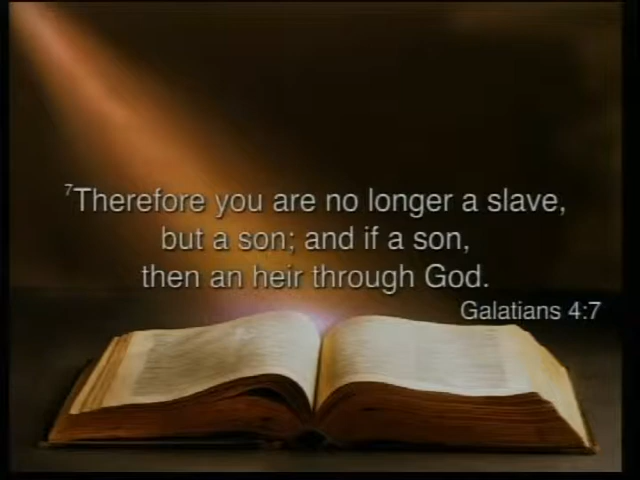 ⁷Therefore you are no longer a slave,
but a son; and if a son,
then an heir through God.
Galatians 4:7